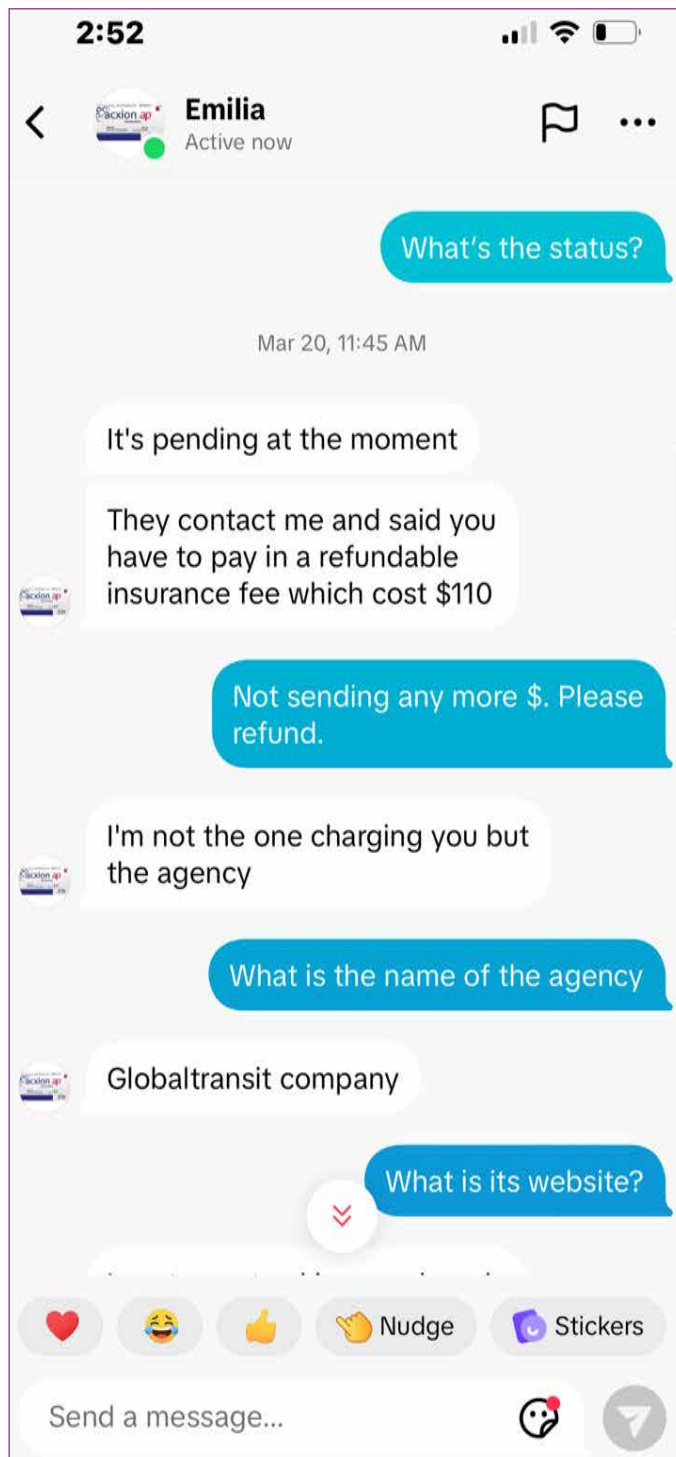 2:52
acxion ap
Emilia
Active now
What's the status?
Mar 20, 11:45 AM
It's pending at the moment
They contact me and said you
have to pay in a refundable
insurance fee which cost $110
Not sending any more $. Please
refund.
I'm not the one charging you but
the agency
What is the name of the agency
Globaltransit company
What is its website?
Nudge
Stickers
Send a message...